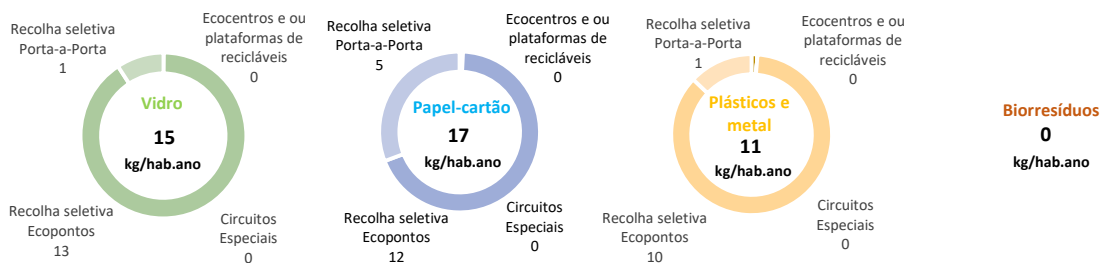 Recolha seletiva
Porta-a-Porta
1
Ecocentros e ou
plataformas de
recicláveis
0
Vidro
15
kg/hab.ano
Recolha seletiva
Ecopontos
13
Circuitos
Especiais
0
Recolha seletiva
Porta-a-Porta
5
Ecocentros e ou
plataformas de
recicláveis
0
Papel-cartão
17
kg/hab.ano
Recolha seletiva
Ecopontos
12
Circuitos
Especiais
0
Recolha seletiva
Porta-a-Porta
1
Ecocentros e ou
plataformas de
recicláveis
0
Plásticos e
metal
11
kg/hab.ano
Recolha seletiva
Ecopontos
10
Circuitos
Especiais
0
Biorresíduos
0
kg/hab.ano